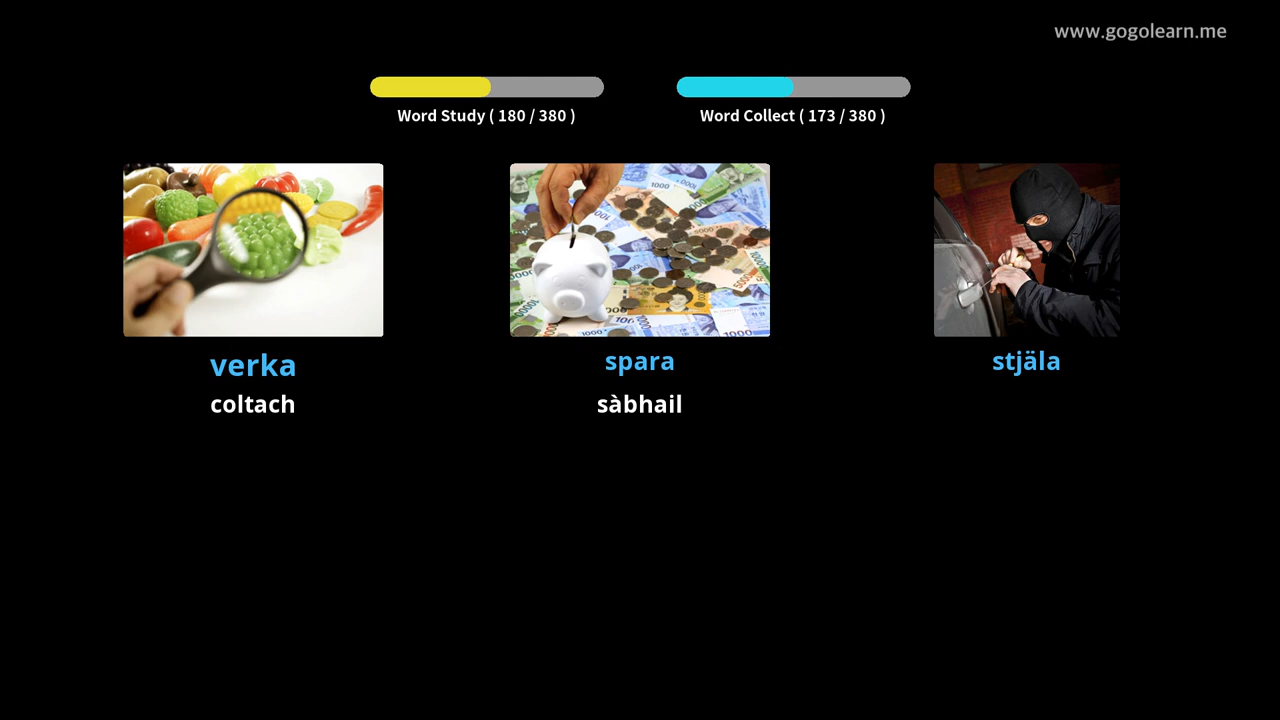 www.gogolearn.me
Word Study ( 180 / 380 )
Word Collect ( 173 / 380 )
verka
coltach
spara
sàbhail
stjäla